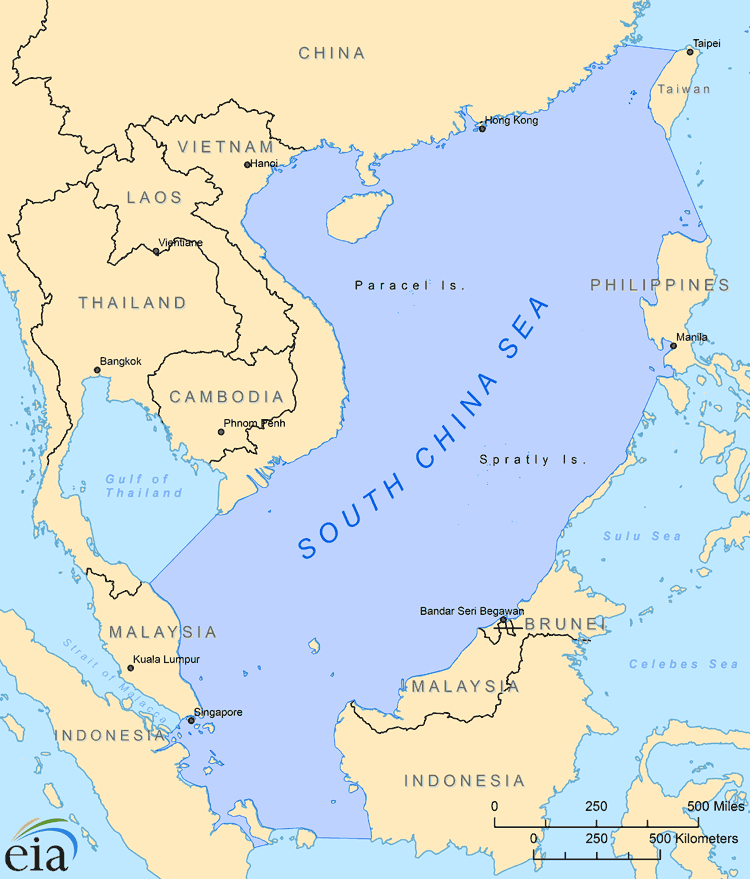 CHINA
Taipei
Taiwan
Hong Kong
VIETNAM
Hanoi
LAOS
Vientiane
Paracel Is.
PHILIPPINES
THAILAND
Manila
Bangkok
CAMBODIA
Phnom Penh
SOUTH CHINA SEA
Spratly Is.
Gulf of
Thailand
Sulu Sea
Bandar Seri Begawan
BRUNEI
MALAYSIA
Kuala Lumpur
Strait of Malacca
Celebes Sea
MALAYSIA
Singapore
INDONESIA
INDONESIA
0 250 500 Miles
0 250 500 Kilometers
eia